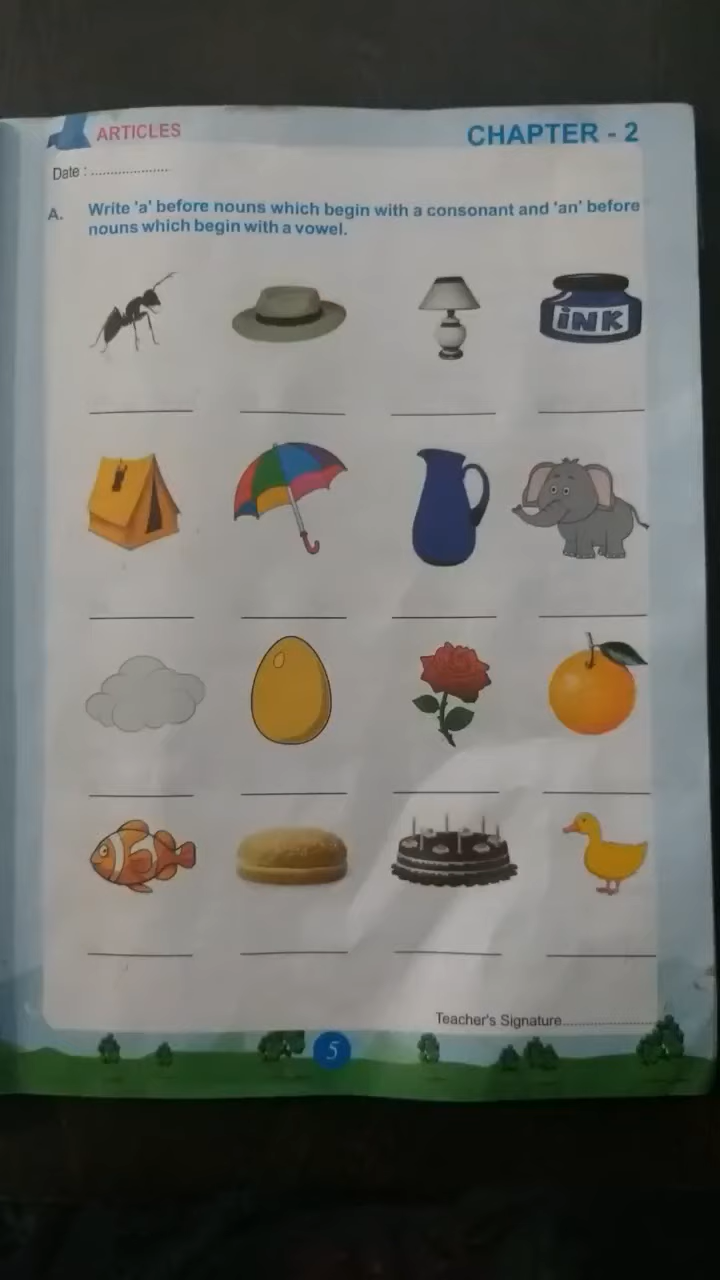 ARTICLES
CHAPTER - 2
Date : ....................
A. Write 'a' before nouns which begin with a consonant and 'an' before
nouns which begin with a vowel.
iNK
Teacher's Signature........................
5